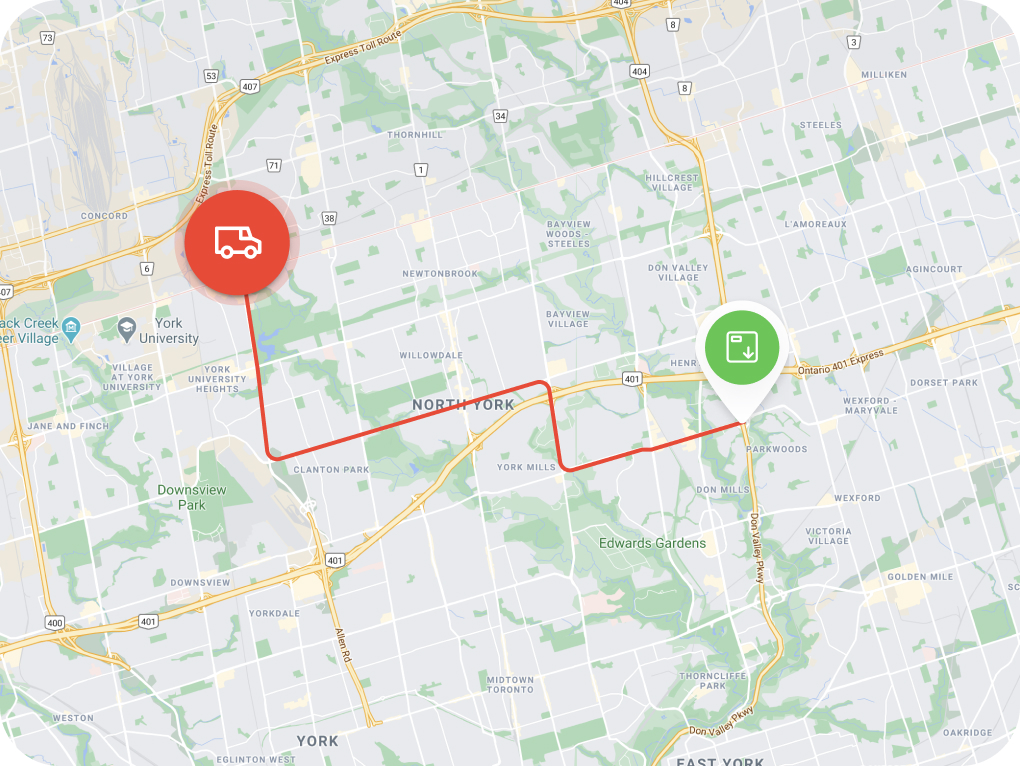 404
73
8
3
Express Toll Route
53
407
404
8
MILLIKEN
34
STEELES
THORNHILL
Express Toll Route
71
1
HILLCREST
VILLAGE
CONCORD
38
BAYVIEW
WOODS -
STEELES
L'AMOREAUX
6
NEWTONBROOK
DON VALLEY
VILLAGE
AGINCOURT
07
ack Creek
eer Village
York
University
BAYVIEW
VILLAGE
WILLOWDALE
HENR
Ontario 401 Express
VILLAGE
AT YORK
UNIVERSITY
YORK
UNIVERSITY
HEIGHTS
401
DORSET PARK
NORTH YORK
WEXFORD -
MARYVALE
JANE AND FINCH
PARKWOODS
CLANTON PARK
YORK MILLS
Downsview
Park
DON MILLS
WEXFORD
VICTORIA
VILLAGE
Edwards Gardens
Don Valley Pkwy
401
DOWNSVIEW
GOLDEN MILE
SC
YORKDALE
400
401
Allen Rd
MIDTOWN
TORONTO
THORNCLIFFE
PARK
WESTON
Don Valley Pkwy
OAKRIDGE
YORK
EGLINTON WEST
EAST YORK